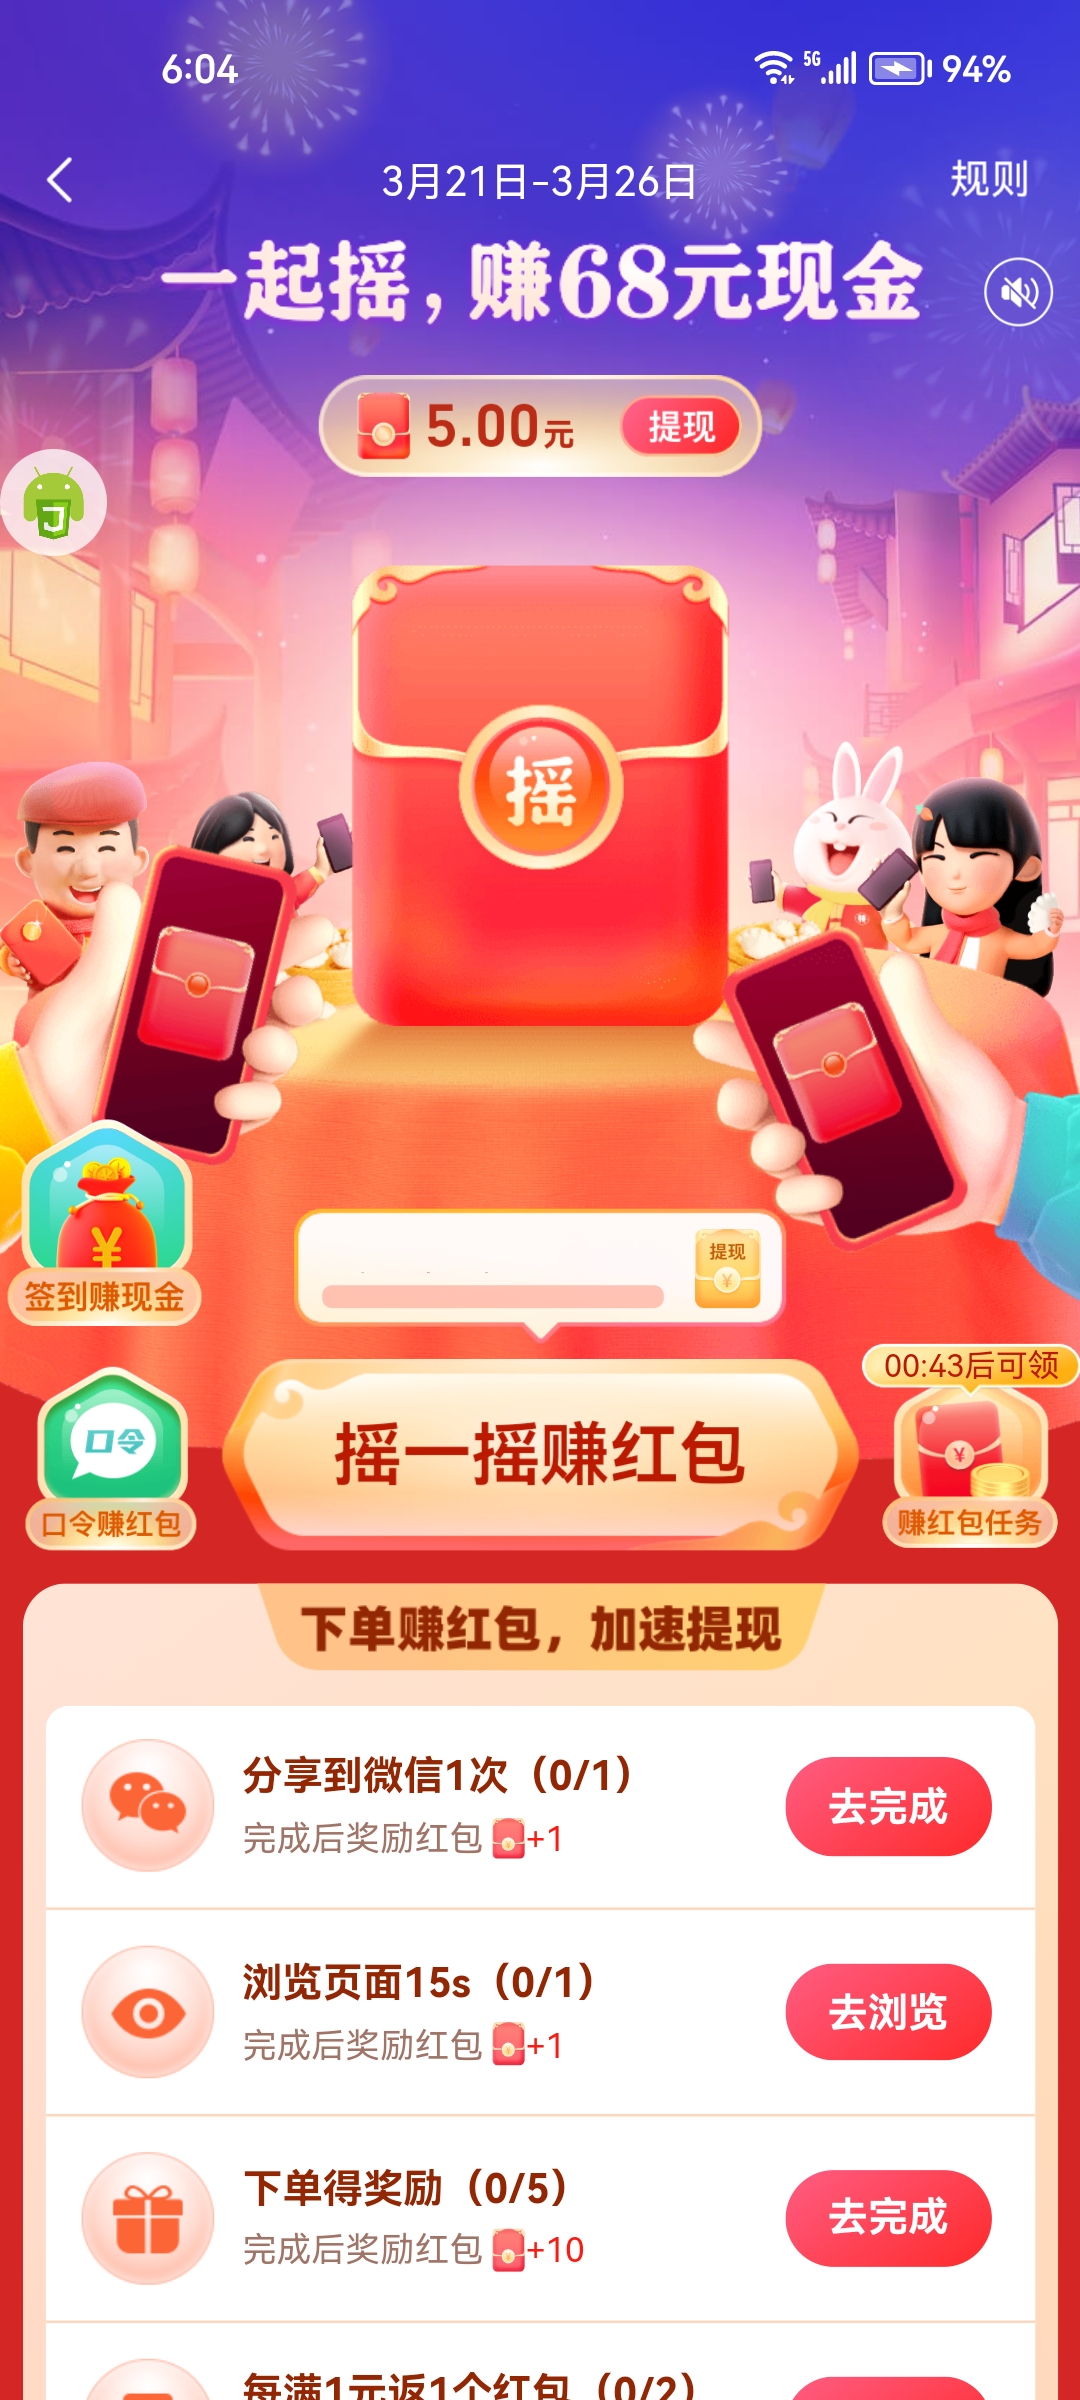 6:04
5G
94%
3月21日-3月26日
规则
一起摇，赚68元现金
5.00元
提现
摇
提现
¥
¥
签到赚现金
00:43后可领
口令
摇一摇赚红包
¥
口令赚红包
赚红包任务
下单赚红包，加速提现
分享到微信1次（0/1）
去完成
完成后奖励红包+1
浏览页面15s（0/1）
去浏览
完成后奖励红包+1
下单得奖励（0/5）
去完成
完成后奖励红包+10
每满1元返1个红包（0/2）